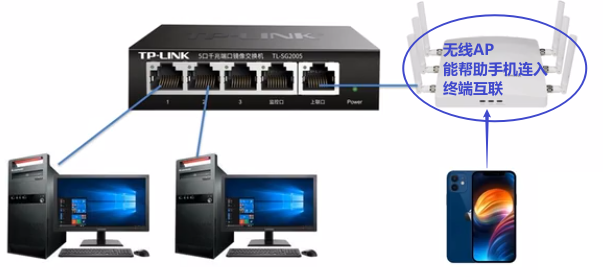 TP-LINK
5口千兆端口镜像交换机 TL-SG2005
1 2 3 监控口 上联口 Power
无线AP
能帮助手机连入
终端互联